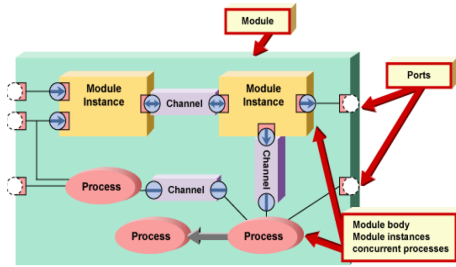 Module
Ports
Module
Instance
Channel
Module
Instance
Channel
Process
Channel
Process
Process
Module body
Module instances
concurrent processes